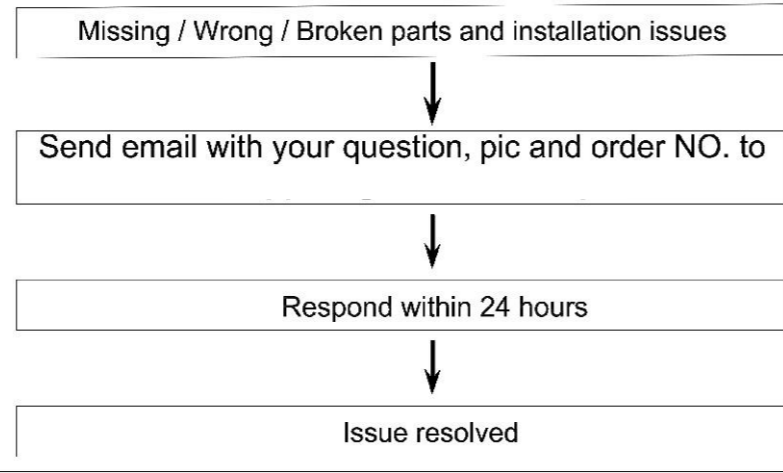 Missing / Wrong / Broken parts and installation issues
Send email with your question, pic and order NO. to
Respond within 24 hours
Issue resolved